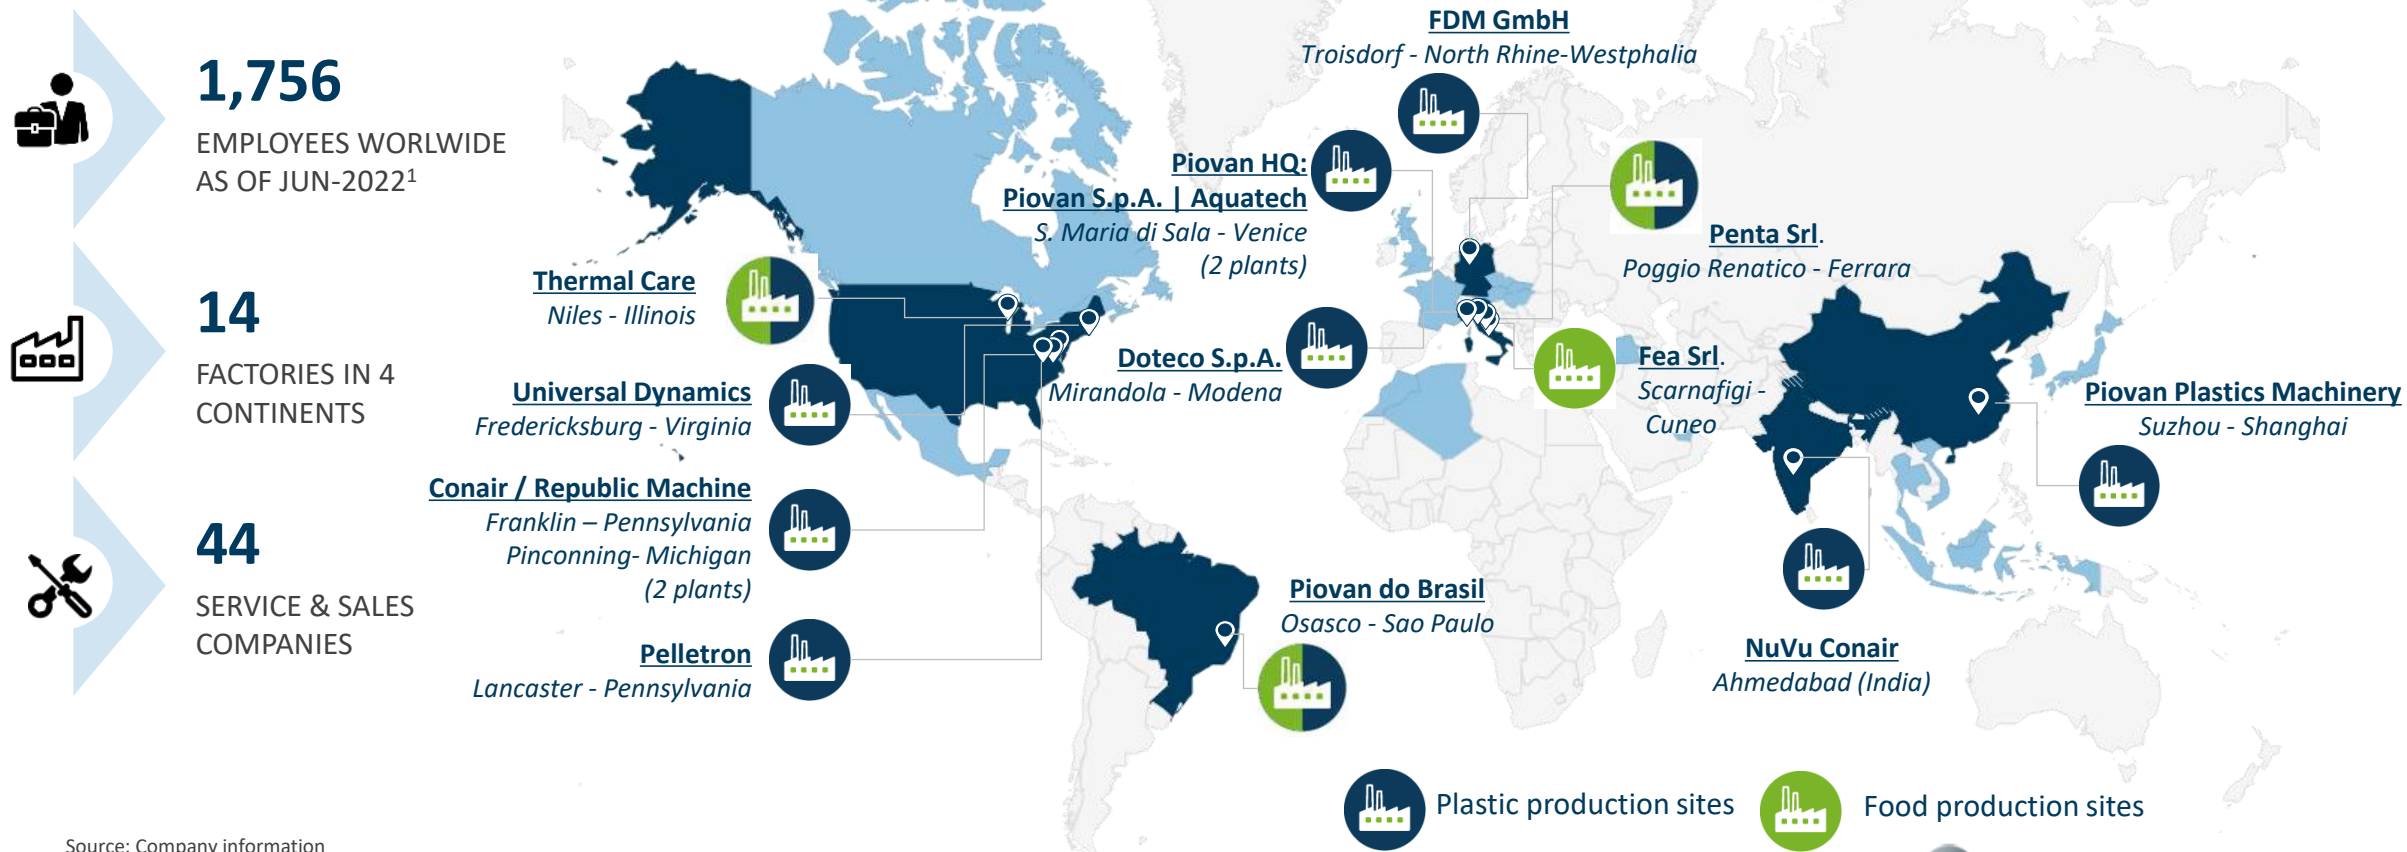 1,756
EMPLOYEES WORLWIDE
AS OF JUN-2022¹
14
FACTORIES IN 4
CONTINENTS
44
SERVICE & SALES
COMPANIES
Thermal Care
Niles - Illinois
Universal Dynamics
Fredericksburg - Virginia
Conair / Republic Machine
Franklin – Pennsylvania
Pinconning- Michigan
(2 plants)
Pelletron
Lancaster - Pennsylvania
FDM GmbH
Troisdorf - North Rhine-Westphalia
Piovan HQ:
Piovan S.p.A. | Aquatech
S. Maria di Sala - Venice
(2 plants)
Doteco S.p.A.
Mirandola - Modena
Penta Srl.
Poggio Renatico - Ferrara
Fea Srl.
Scarnafigi -
Cuneo
Piovan Plastics Machinery
Suzhou - Shanghai
NuVu Conair
Ahmedabad (India)
Piovan do Brasil
Osasco - Sao Paulo
Plastic production sites
Food production sites
Source: Company information